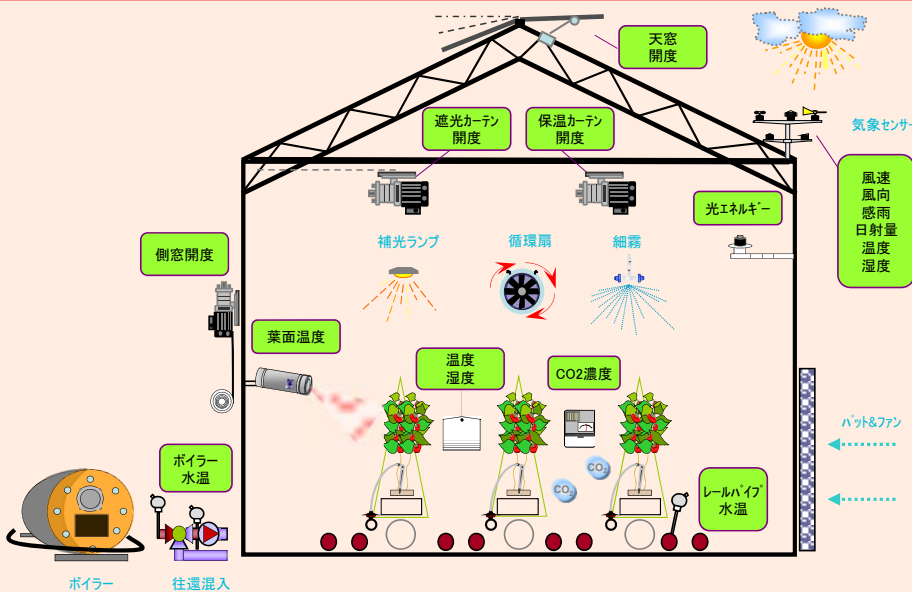 天窓
開度
遮光カーテン
開度
保温カーテン
開度
気象センサー
風速
風向
感雨
日射量
温度
湿度
光エネルギー
側窓開度
補光ランプ
循環扇
細霧
葉面温度
温度
湿度
CO2濃度
パット&ファン
ボイラー
水温
CO2
CO2
レールパイプ
水温
ボイラー
往還混入